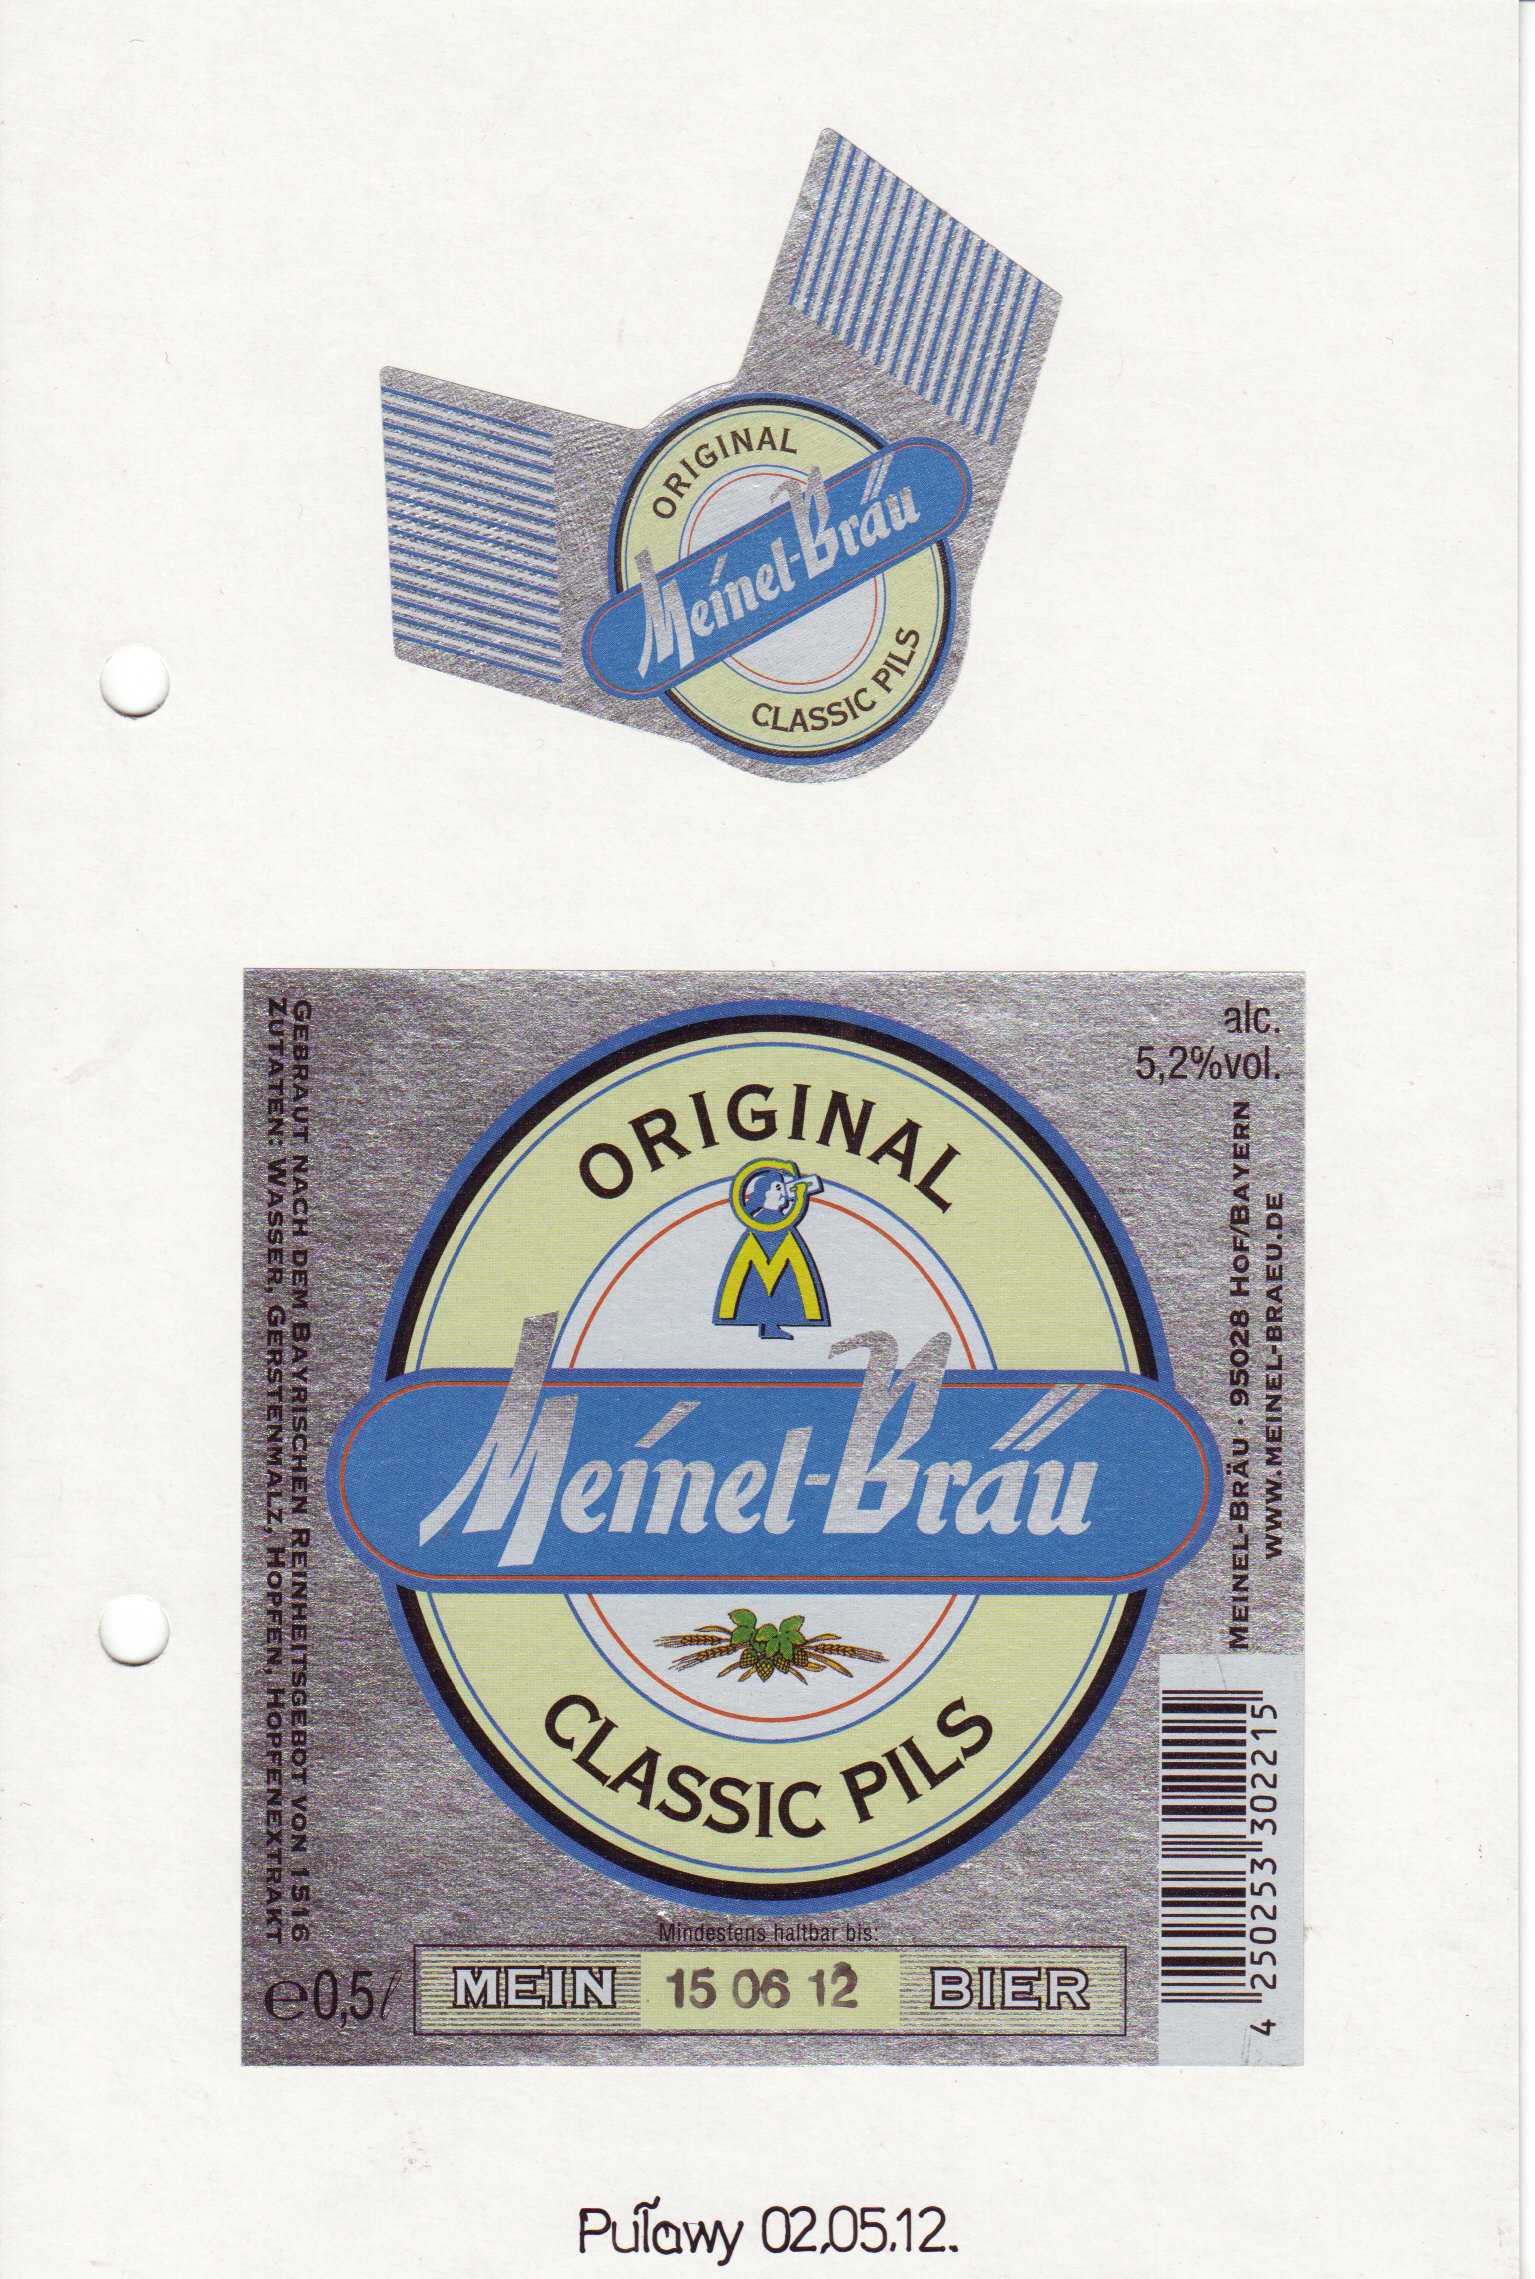 ORIGINAL
Meinel-Bräu
CLASSIC PILS
alc.
5,2%vol.
GEBRAUT NACH DEM BAYRISCHEN REINHEITSGEBOT VON 1516
ZUTATEN: WASSER, GERSTENMALZ, HOPFEN, HOPFENEXTRAKT
ORIGINAL
G
M
Meinel-Bräu
CLASSIC PILS
MEINEL-BRÄU · 95028 HOF/BAYERN
WWW.MEINEL-BRAEU.DE
4 250253 302215
Mindestens haltbar bis:
e0,5l
MEIN 15 06 12 BIER
Puławy 02.05.12.